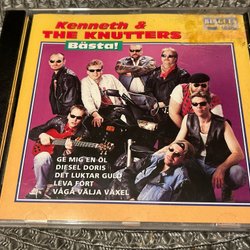 Kenneth &
THE KNUTTERS
Bästa!
GE MIG EN ÖL
DIESEL DORIS
DET LUKTAR GULD
LEVA FORT
VÅGA VÄLJA VÄXEL